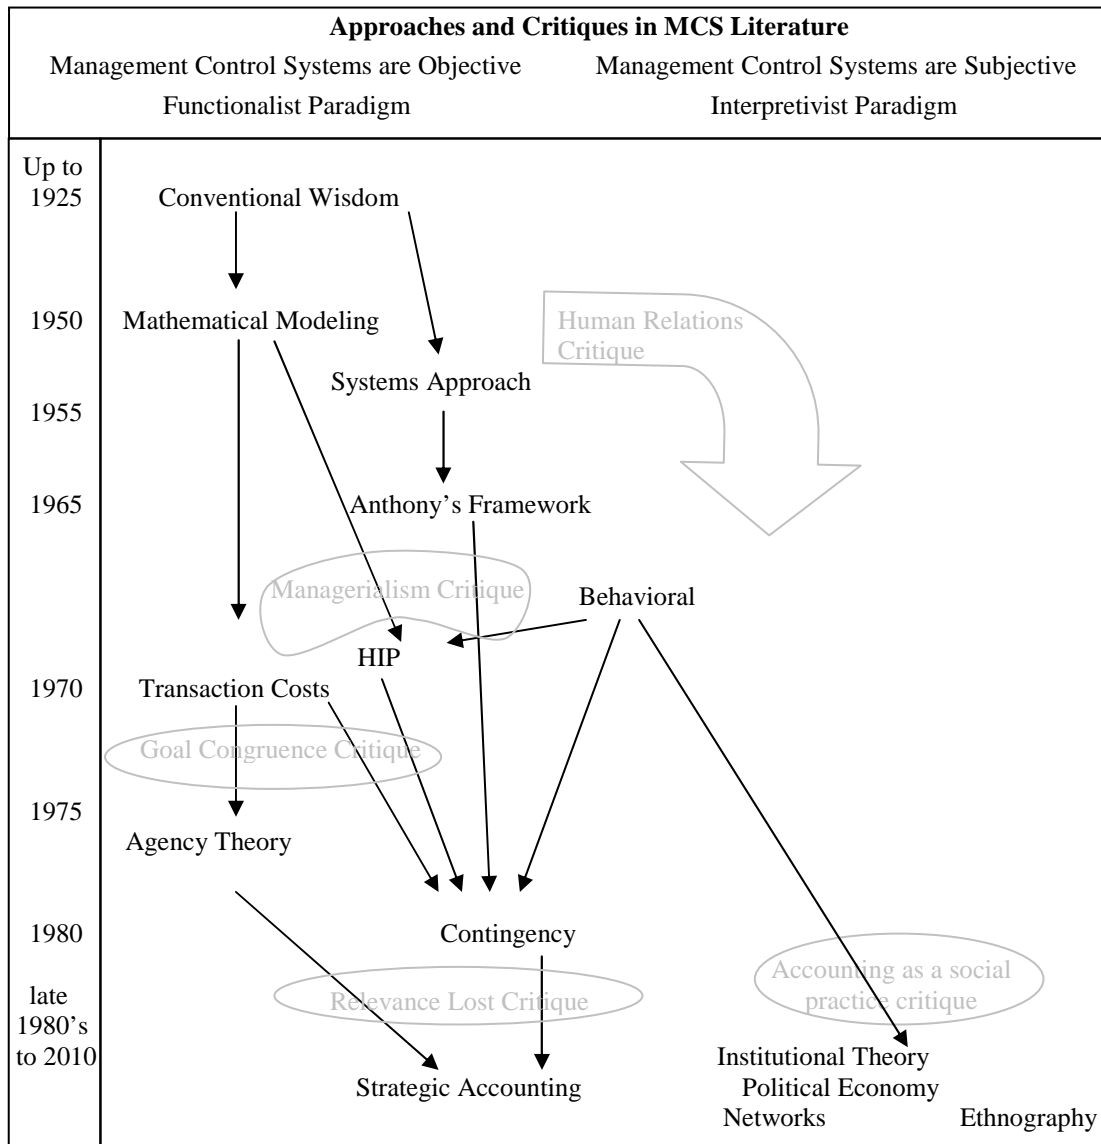 Approaches and Critiques in MCS Literature
Management Control Systems are Objective
Management Control Systems are Subjective
Functionalist Paradigm
Interpretivist Paradigm
Up to
1925
Conventional Wisdom
1950
Mathematical Modeling
Human Relations
Critique
Systems Approach
1955
1965
Anthony’s Framework
Managerialism Critique
Behavioral
HIP
1970
Transaction Costs
Goal Congruence Critique
1975
Agency Theory
1980
Contingency
Accounting as a social
practice critique
Relevance Lost Critique
late
1980’s
to 2010
Institutional Theory
Strategic Accounting
Political Economy
Networks
Ethnography